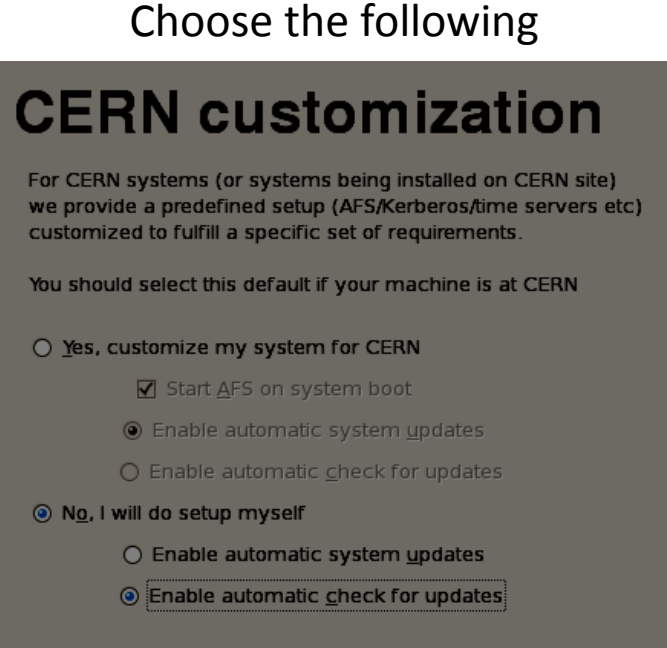 Choose the following
CERN customization
For CERN systems (or systems being installed on CERN site)
we provide a predefined setup (AFS/Kerberos/time servers etc)
customized to fulfill a specific set of requirements.
You should select this default if your machine is at CERN
Yes, customize my system for CERN
Start AFS on system boot
Enable automatic system updates
Enable automatic check for updates
No, I will do setup myself
Enable automatic system updates
Enable automatic check for updates